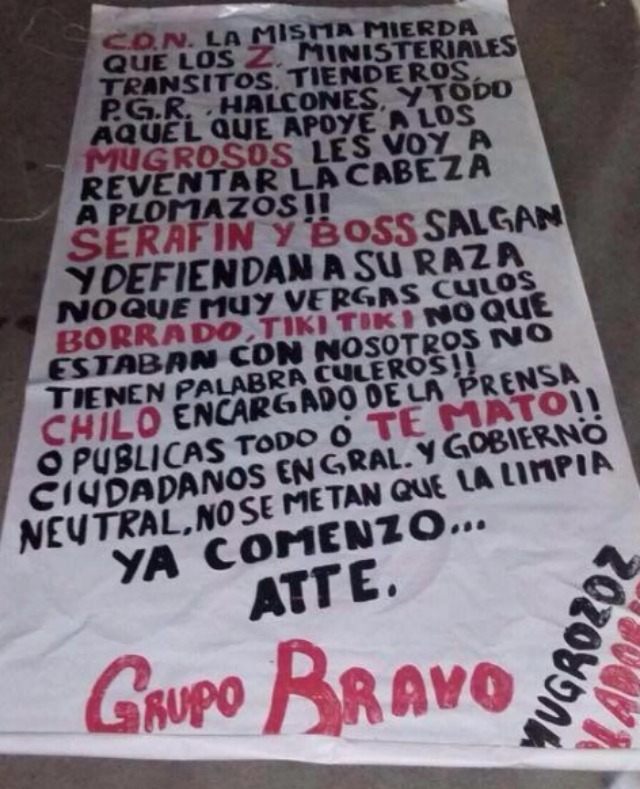 C.D.N. LA MISMA MIERDA
QUE LOS Z. MINISTERIALES
TRANSITOS, TIENDEROS,
P.G.R., HALCONES, Y TODO
AQUEL QUE APOYE A LOS
MUGROSOS LES VOY A
REVENTAR LA CABEZA
A PLOMAZOS!!
SERAFIN Y BOSS SALGAN
Y DEFIENDAN A SU RAZA
NO QUE MUY VERGAS CULOS
BORRADO, TIKI TIKI NO QUE
ESTABAN CON NOSOTROS NO
TIENEN PALABRA CULEROS!!
CHILO ENCARGADO DE LA PRENSA
O PUBLICAS TODO Ó TE MATO!!
CIUDADANOS EN GRAL. Y GOBIERNO
NEUTRAL, NO SE METAN QUE LA LIMPIA
YA COMENZO...
ATTE.
GRUPO BRAVO
MUGROZOZ